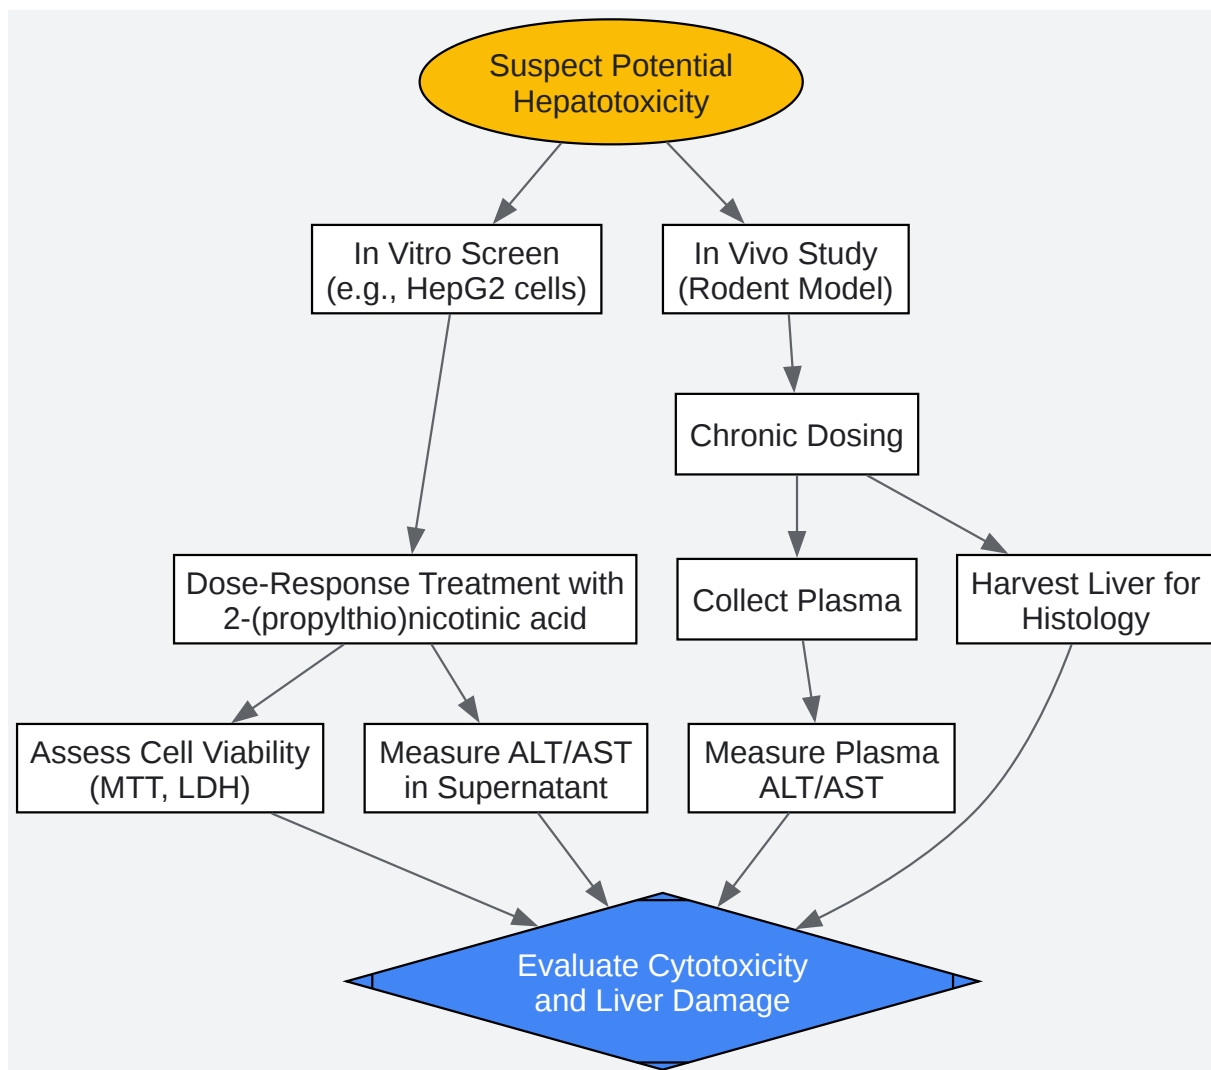 Suspect Potential
Hepatotoxicity
In Vitro Screen
(e.g., HepG2 cells)
In Vivo Study
(Rodent Model)
Chronic Dosing
Dose-Response Treatment with
2-(propylthio)nicotinic acid
Collect Plasma
Harvest Liver for
Histology
Assess Cell Viability
(MTT, LDH)
Measure ALT/AST
in Supernatant
Measure Plasma
ALT/AST
Evaluate Cytotoxicity
and Liver Damage